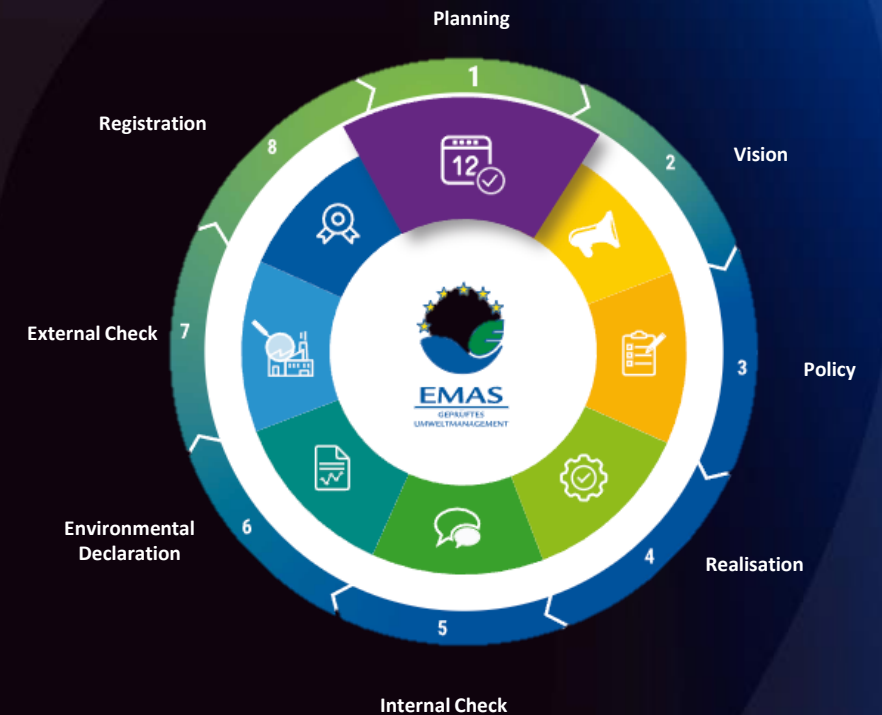 Planning
1
12
Registration
8
2
Vision
External Check
7
EMAS
GEPRÜFTES
UMWELTMANAGEMENT
3
Policy
Environmental
Declaration
6
4
Realisation
5
Internal Check